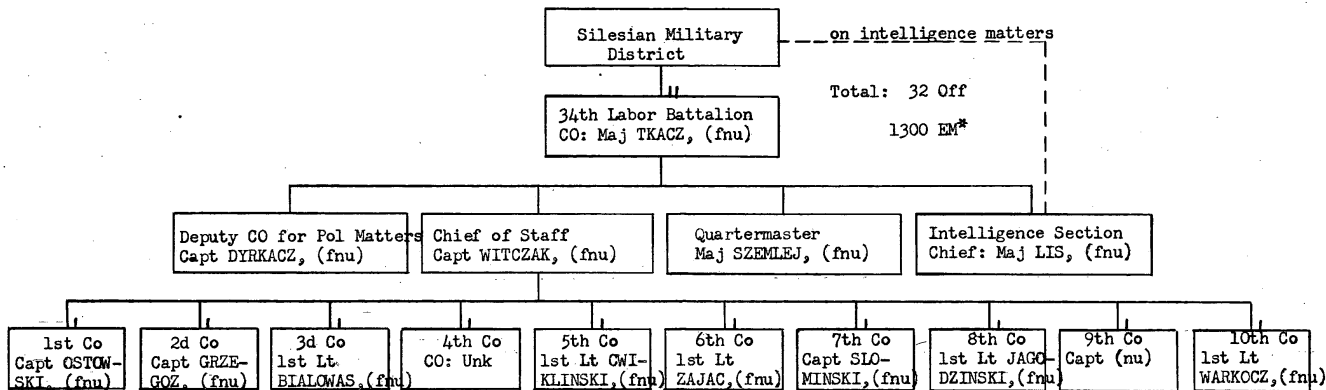 Silesian Military
District
on intelligence matters
Total: 32 Off
1300 EM*
34th Labor Battalion
CO: Maj TKACZ, (fnu)
Deputy CO for Pol Matters
Capt DYRKACZ, (fnu)
Chief of Staff
Capt WITCZAK, (fnu)
Quartermaster
Maj SZEMLEJ, (fnu)
Intelligence Section
Chief: Maj LIS, (fnu)
1st Co
Capt OSTOW-
SKI, (fnu)
2d Co
Capt GRZE-
GOZ, (fnu)
3d Co
1st Lt
BIALOWAS, (fnu)
4th Co
CO: Unk
5th Co
1st Lt CWI-
KLINSKI, (fnu)
6th Co
1st Lt
ZAJAC, (fnu)
7th Co
Capt SLO-
MINSKI, (fnu)
8th Co
1st Lt JAGO-
DZINSKI, (fnu)
9th Co
Capt (nu)
10th Co
1st Lt
WARKOCZ, (fnu)